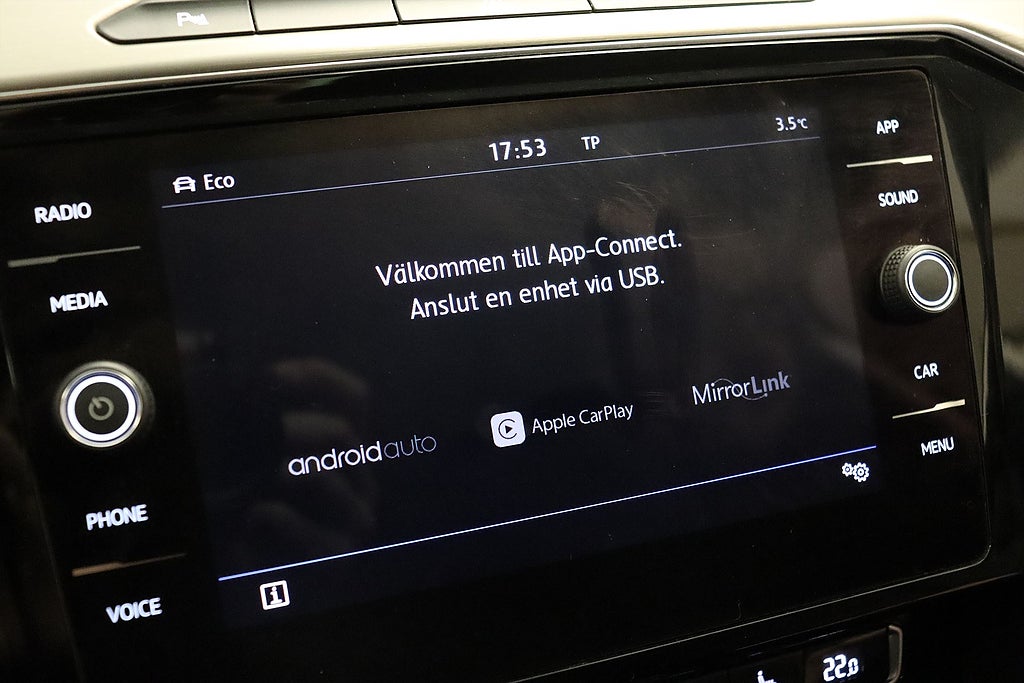 P
17:53 TP 3.5°C
Eco
APP
RADIO
SOUND
Välkommen till App-Connect.
Anslut en enhet via USB.
MEDIA
CAR
MirrorLink
Apple CarPlay
androidauto
MENU
PHONE
i
VOICE
22.0